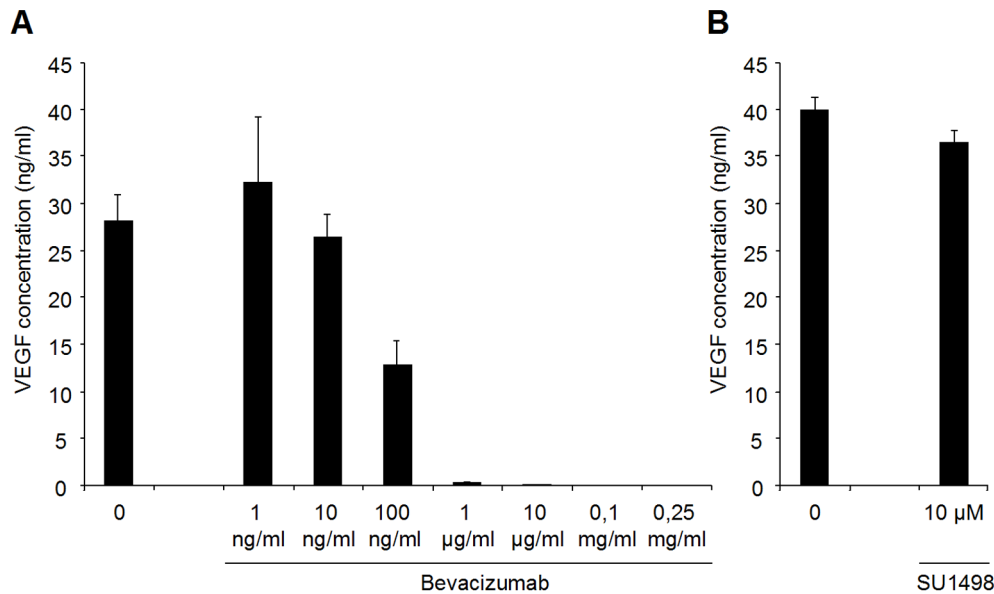 A
VEGF concentration (ng/ml)
45
40
35
30
25
20
15
10
5
0
0
1 ng/ml
10 ng/ml
100 ng/ml
1 µg/ml
10 µg/ml
0,1 mg/ml
0,25 mg/ml
Bevacizumab
B
VEGF concentration (ng/ml)
45
40
35
30
25
20
15
10
5
0
0
10 µM
SU1498